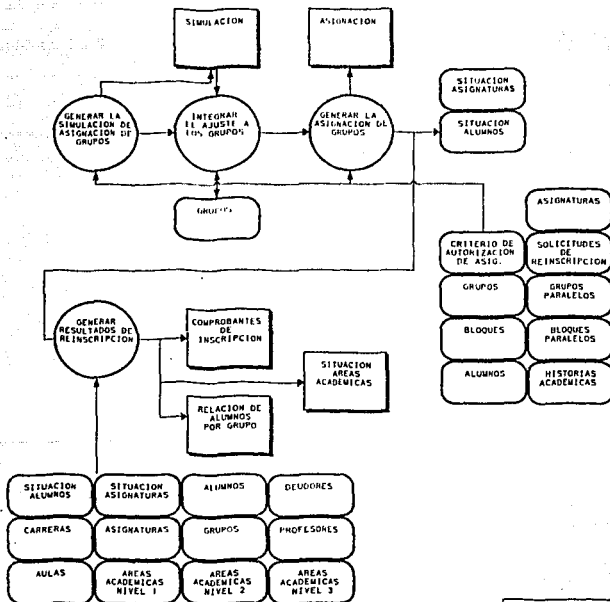 SIMULACION
ASIGNACION
SITUACION
ASIGNATURAS
SITUACION
ALUMNOS
GENERAR LA
SIMULACION DE
ASIGNACION DE
GRUPOS
INTEGRAR
EL AJUSTE A
LOS GRUPOS
GENERAR LA
ASIGNACION DE
GRUPOS
GRUPOS
ASIGNATURAS
CRITERIO DE
AUTORIZACION
DE ASIG.
SOLICITUDES
DE
REINSCRIPCION
GRUPOS
GRUPOS
PARALELOS
BLOQUES
BLOQUES
PARALELOS
ALUMNOS
HISTORIAS
ACADEMICAS
GENERAR
RESULTADOS DE
REINSCRIPCION
COMPROBANTES
DE
INSCRIPCION
SITUACION
AREAS
ACADEMICAS
RELACION DE
ALUMNOS
POR GRUPO
SITUACION
ALUMNOS
SITUACION
ASIGNATURAS
ALUMNOS
DEUDORES
CARRERAS
ASIGNATURAS
GRUPOS
PROFESORES
AULAS
AREAS
ACADEMICAS
NIVEL 1
AREAS
ACADEMICAS
NIVEL 2
AREAS
ACADEMICAS
NIVEL 3